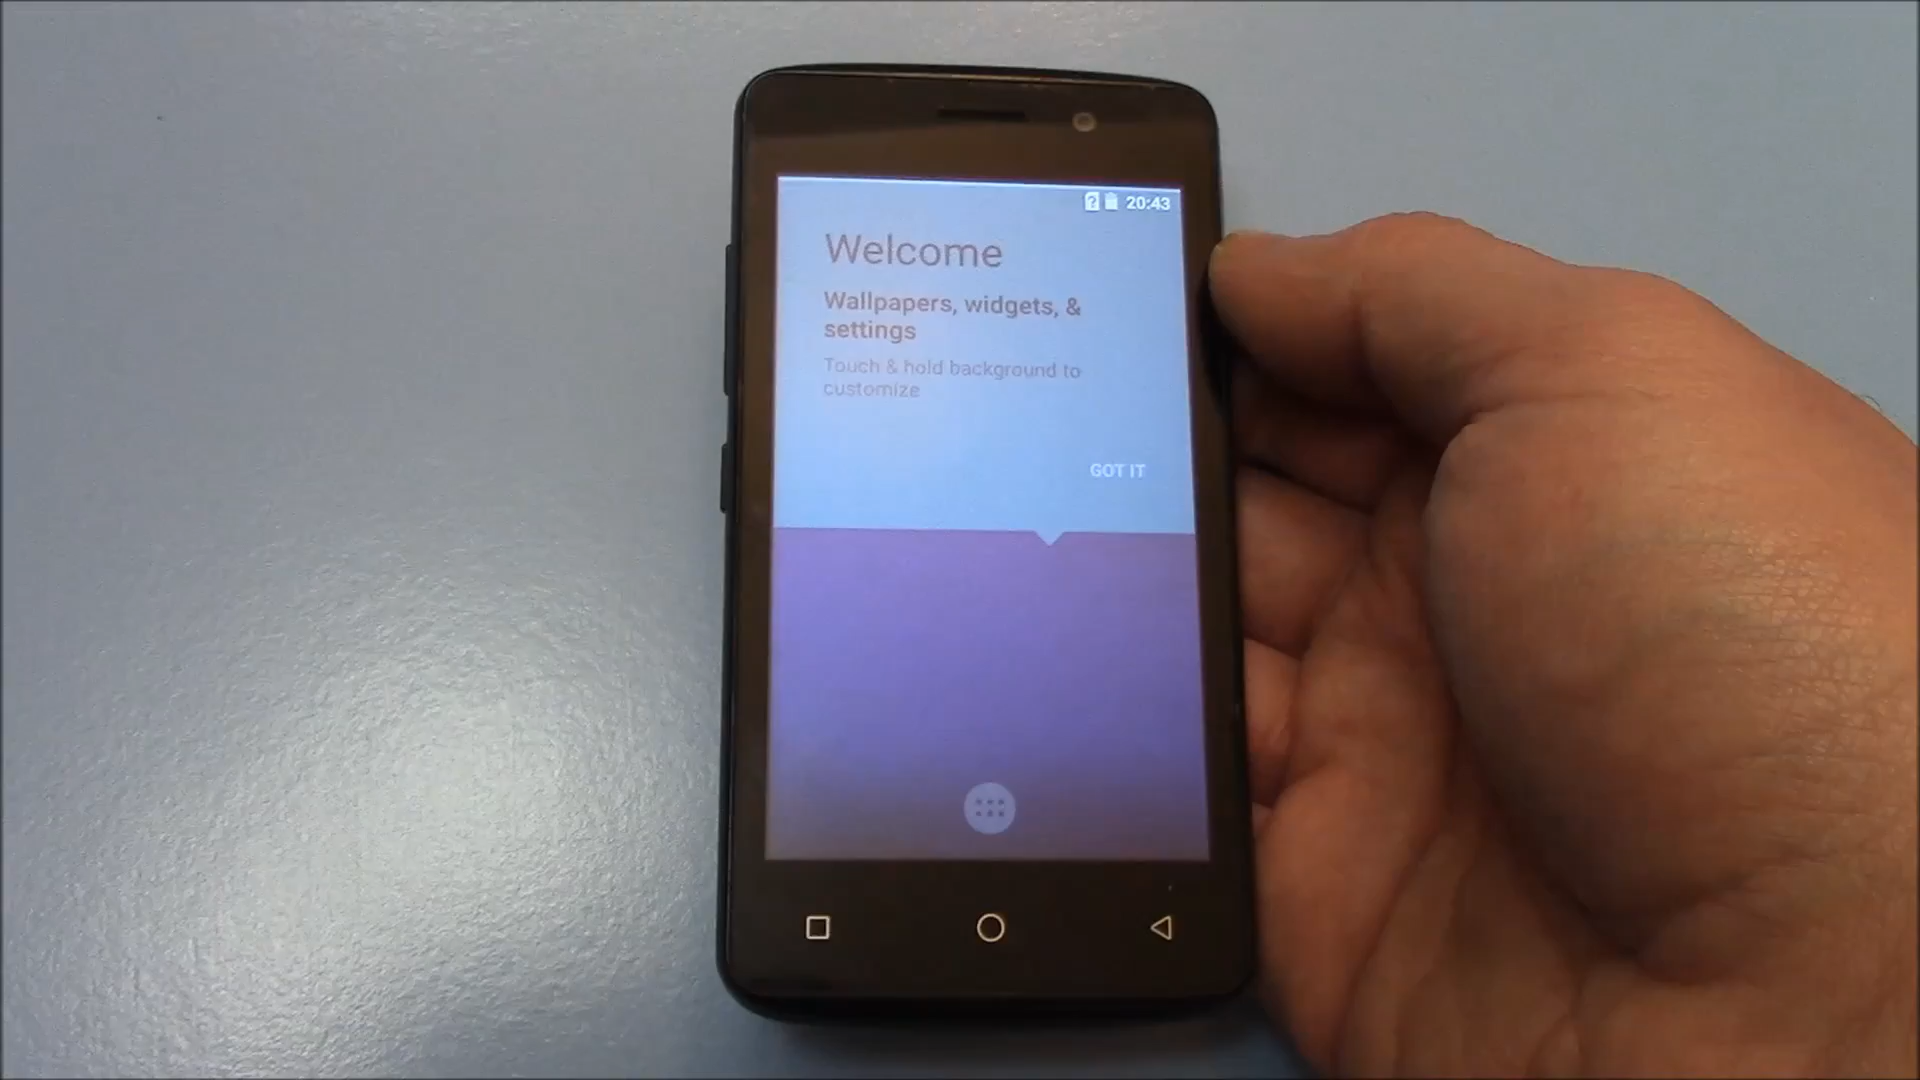 20:43
Welcome
Wallpapers, widgets, &
settings
Touch & hold background to
customize
GOT IT